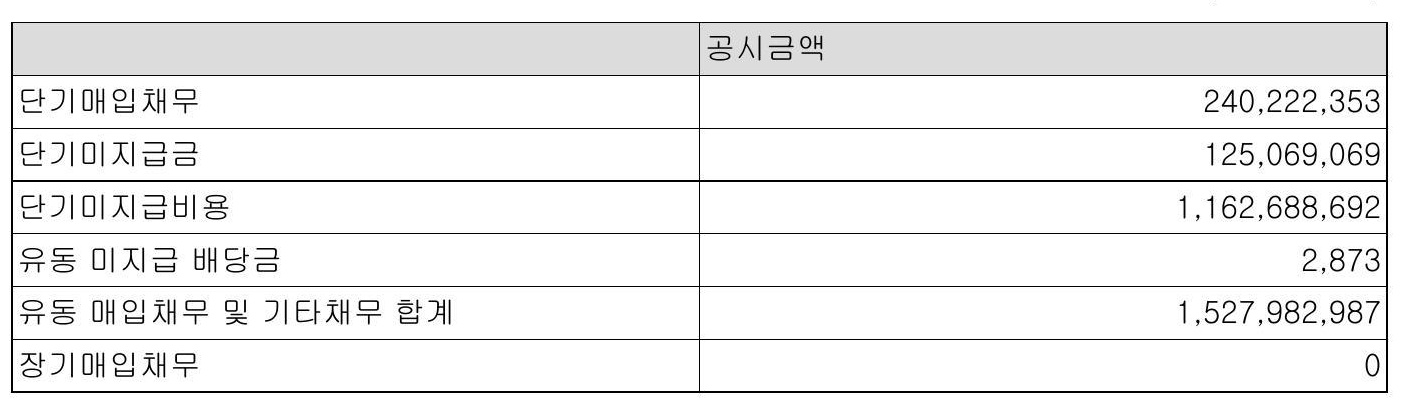 공시금액
단기매입채무 240,222,353
단기미지급금 125,069,069
단기미지급비용 1,162,688,692
유동 미지급 배당금 2,873
유동 매입채무 및 기타채무 합계 1,527,982,987
장기매입채무 0